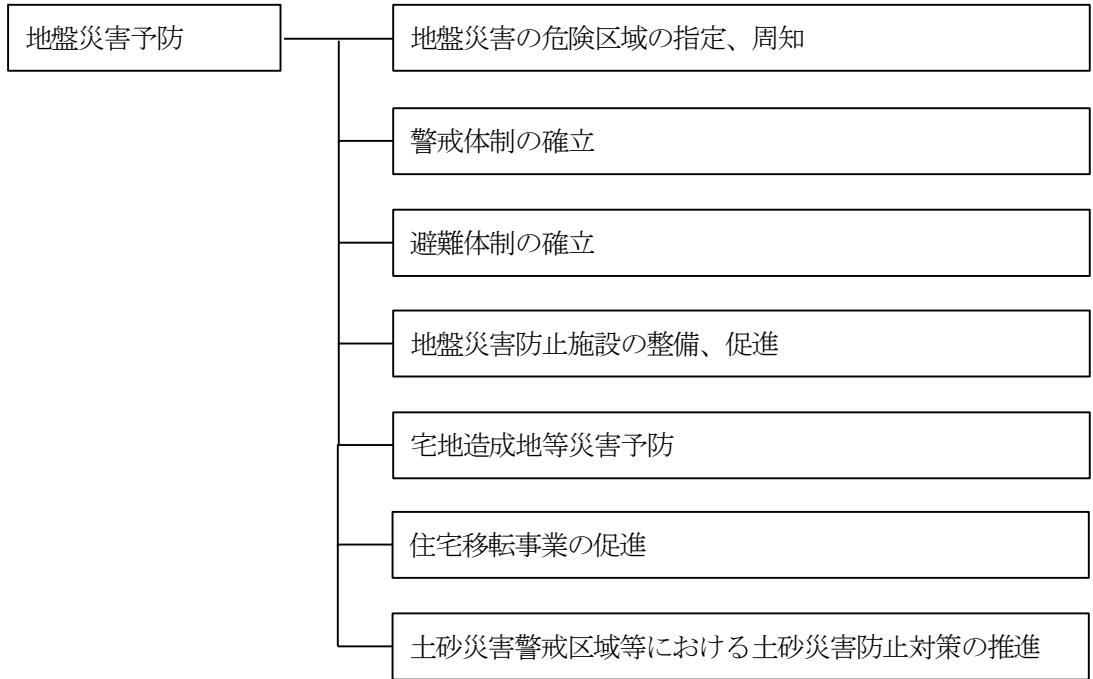 地盤災害予防
地盤災害の危険区域の指定、周知
警戒体制の確立
避難体制の確立
地盤災害防止施設の整備、促進
宅地造成地等災害予防
住宅移転事業の促進
土砂災害警戒区域等における土砂災害防止対策の推進